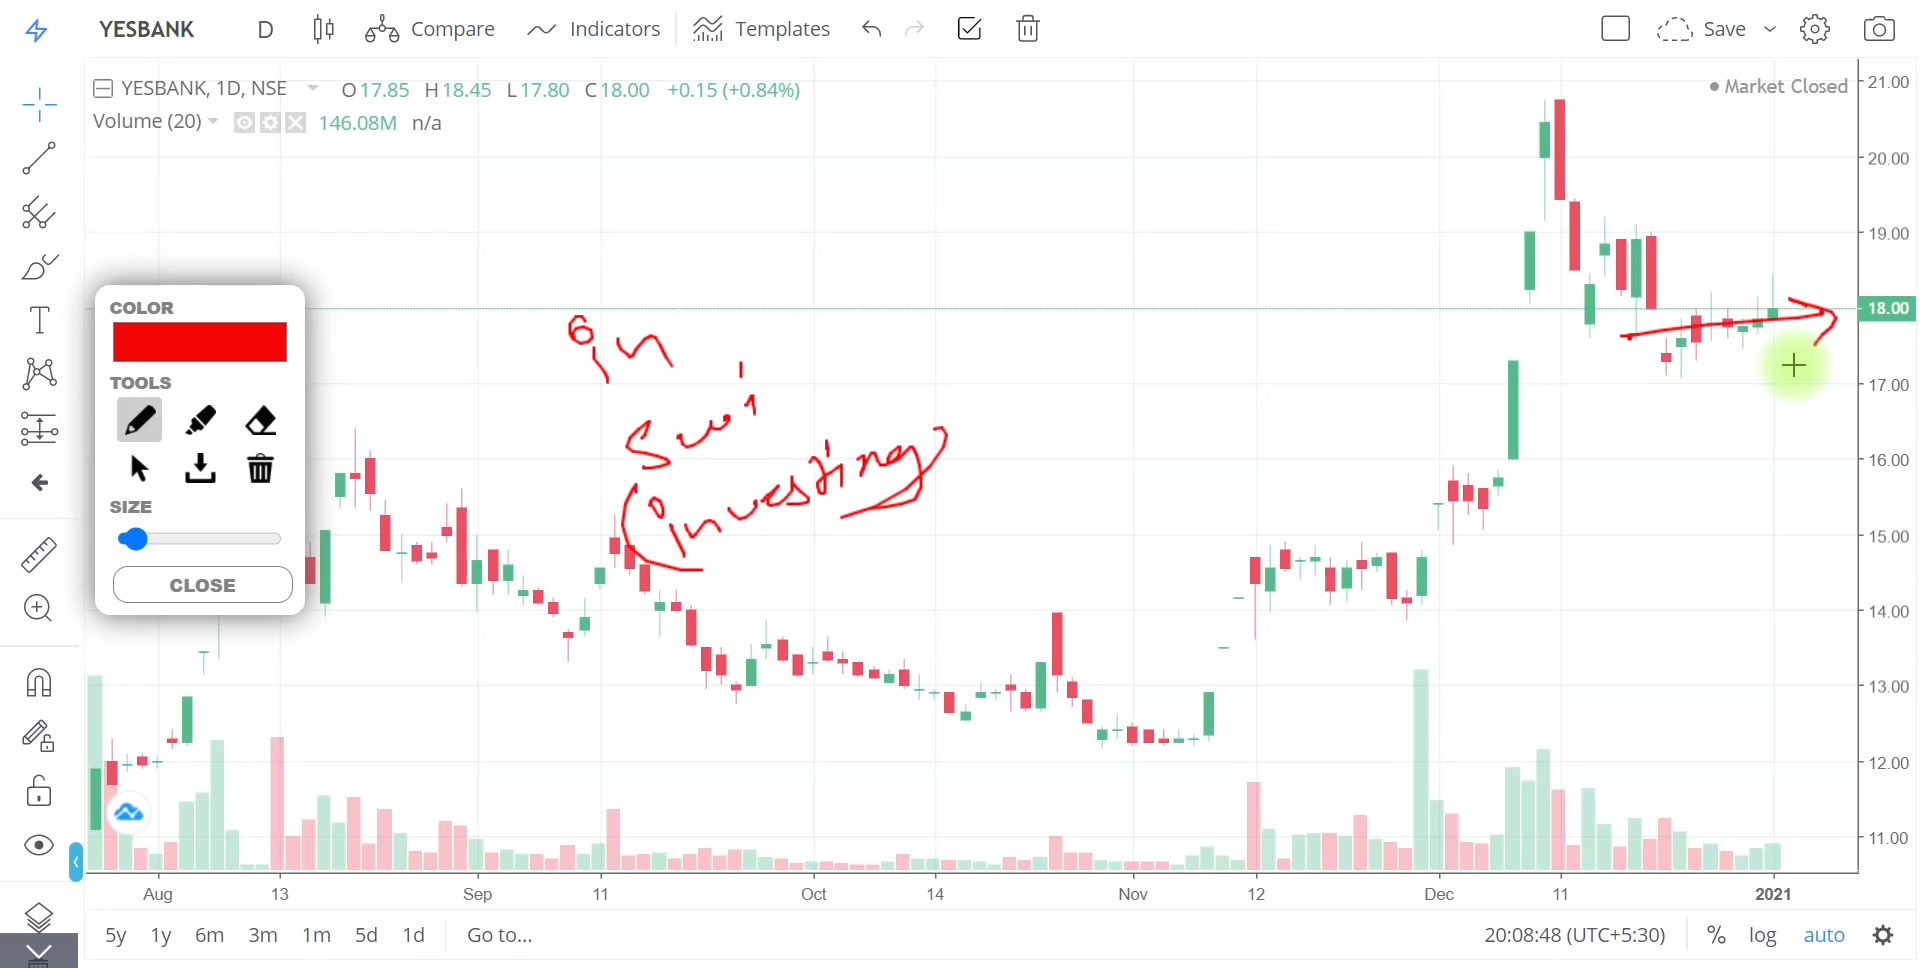 YESBANK D Compare Indicators Templates Save
YESBANK, 1D, NSE O17.85 H18.45 L17.80 C18.00 +0.15 (+0.84%)
Market Closed
Volume (20) 146.08M n/a
21.00
20.00
19.00
18.00
17.00
16.00
15.00
14.00
13.00
12.00
11.00
COLOR
TOOLS
SIZE
CLOSE
in
investing
Aug 13 Sep 11 Oct 14 Nov 12 Dec 11 2021
5y 1y 6m 3m 1m 5d 1d Go to... 20:08:48 (UTC+5:30) % log auto